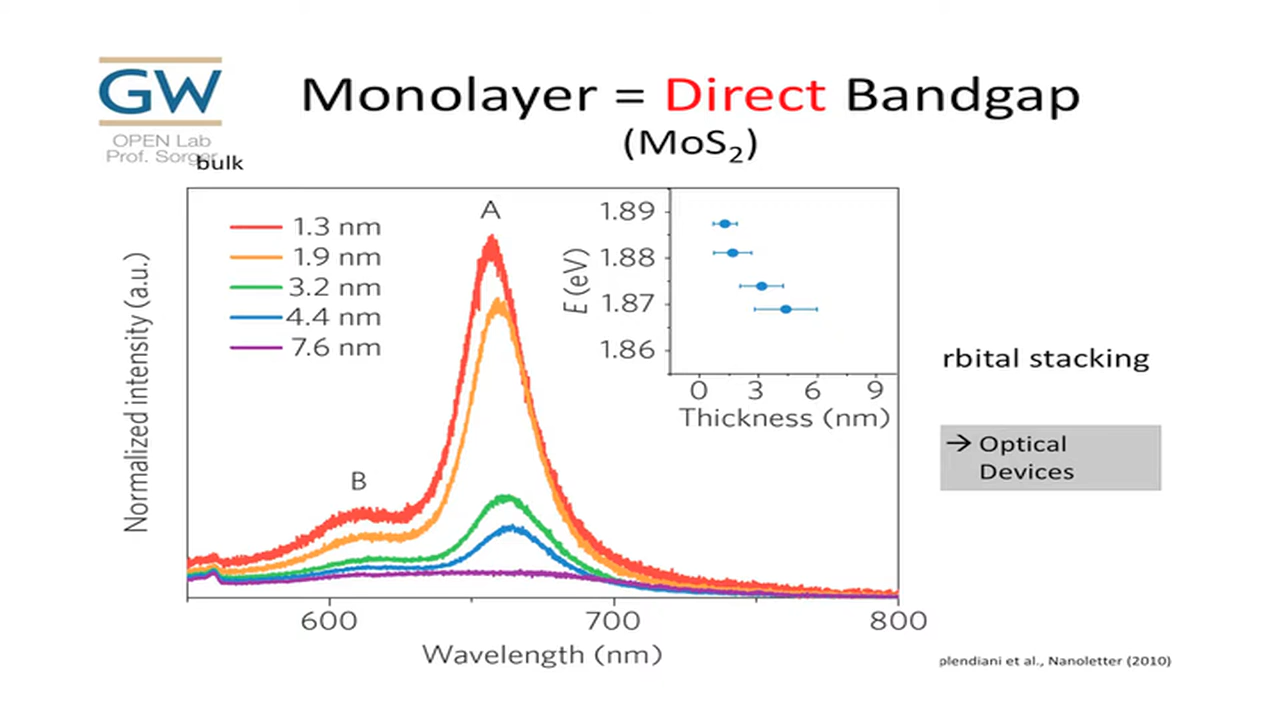 GW
OPEN Lab
Prof. Sorger
bulk
Monolayer = Direct Bandgap
(MoS₂)
A
B
1.3 nm
1.9 nm
3.2 nm
4.4 nm
7.6 nm
Normalized intensity (a.u.)
600
700
800
Wavelength (nm)
E (eV)
1.89
1.88
1.87
1.86
0
3
6
9
Thickness (nm)
rbital stacking
→ Optical
Devices
plendiani et al., Nanoletter (2010)